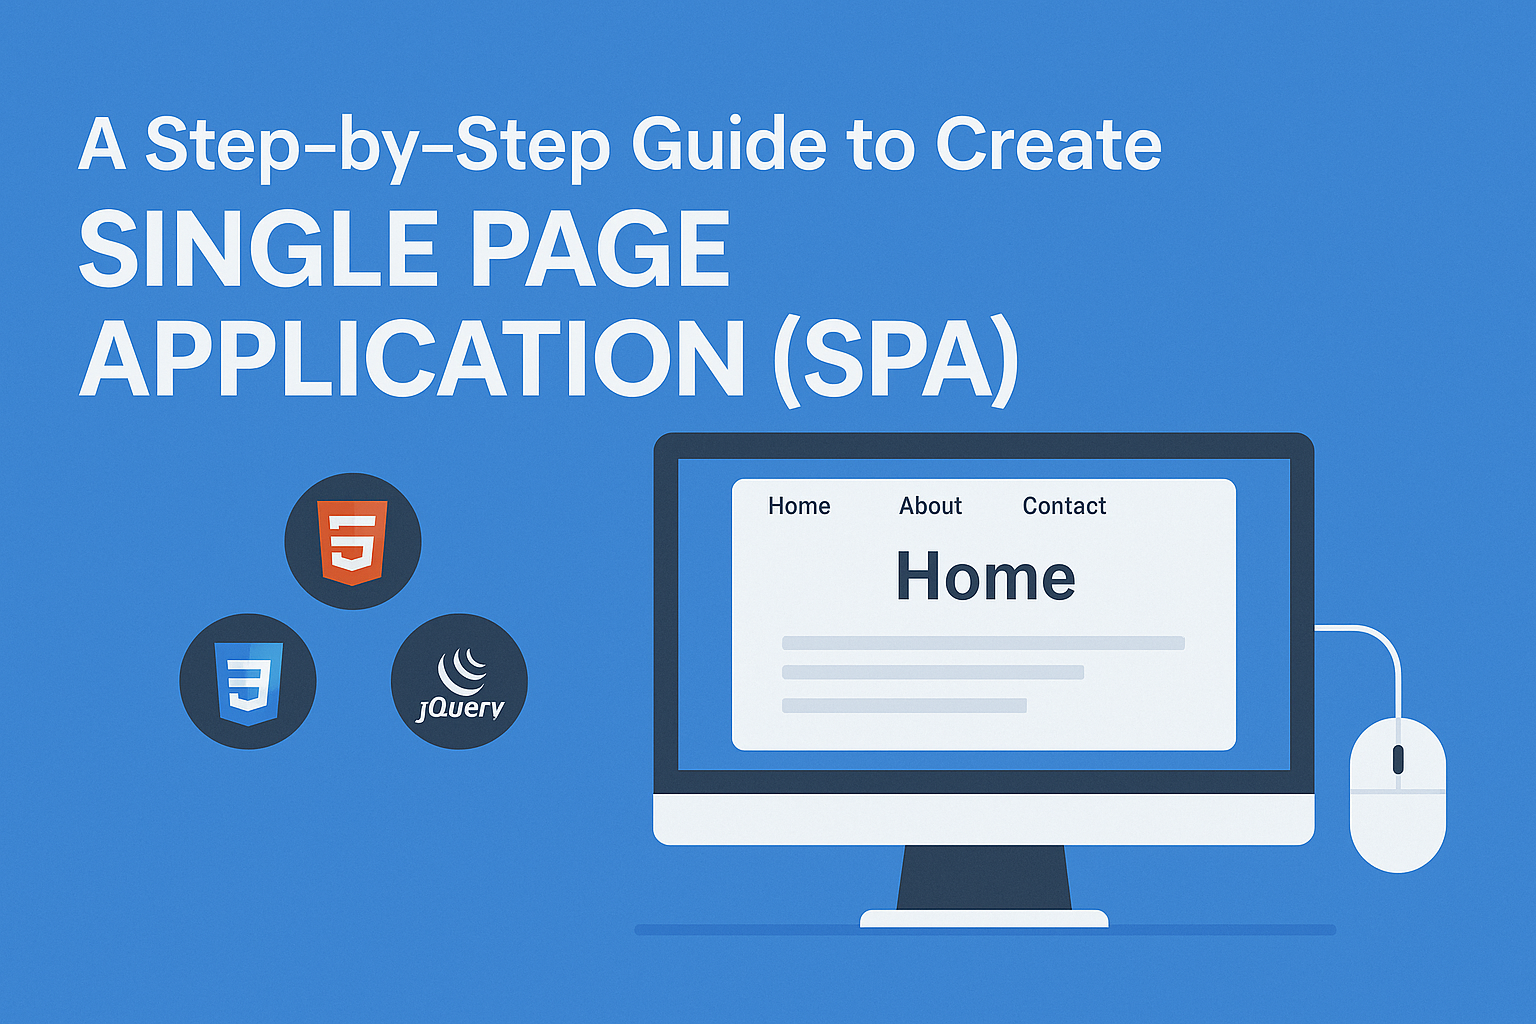 A Step-by-Step Guide to Create
SINGLE PAGE
APPLICATION (SPA)
Home About Contact
Home
jQuery